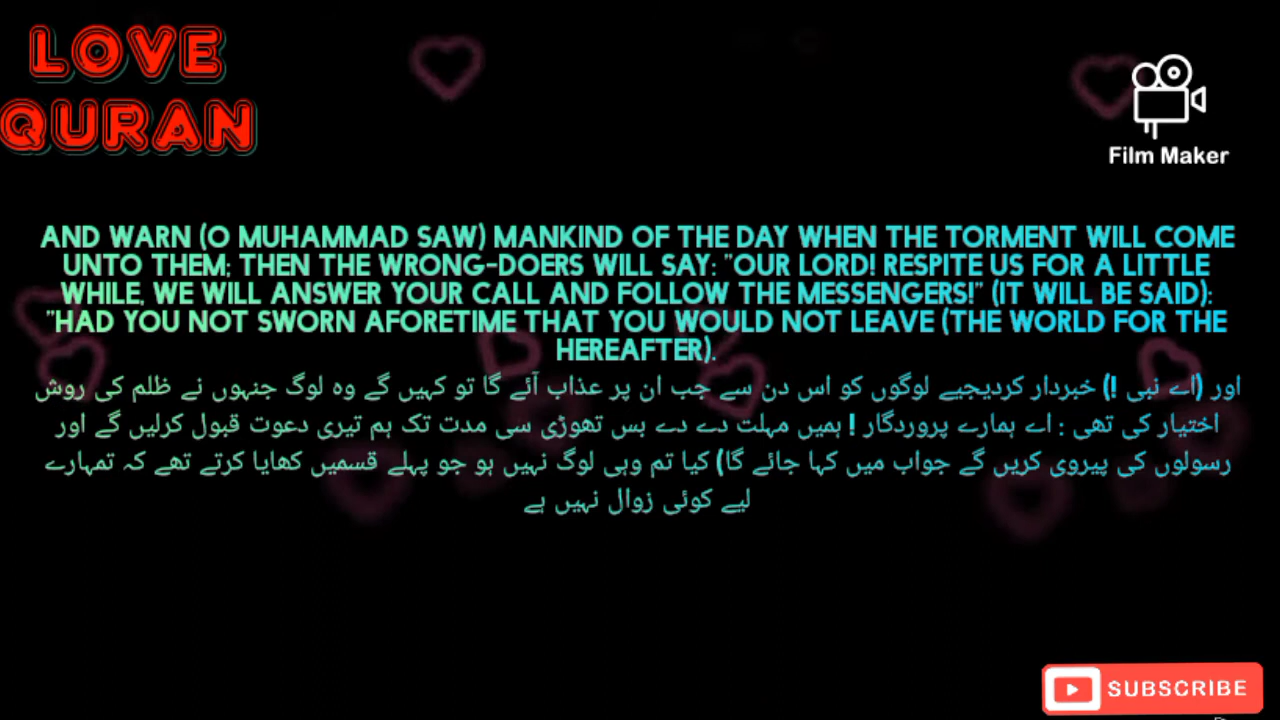 LOVE
QURAN
Film Maker
AND WARN (O MUHAMMAD SAW) MANKIND OF THE DAY WHEN THE TORMENT WILL COME
UNTO THEM; THEN THE WRONG-DOERS WILL SAY: "OUR LORD! RESPITE US FOR A LITTLE
WHILE, WE WILL ANSWER YOUR CALL AND FOLLOW THE MESSENGERS!" (IT WILL BE SAID):
"HAD YOU NOT SWORN AFORETIME THAT YOU WOULD NOT LEAVE (THE WORLD FOR THE
HEREAFTER).
اور (اے نبی !) خبردار کردیجیے لوگوں کو اس دن سے جب ان پر عذاب آئے گا تو کہیں گے وہ لوگ جنہوں نے ظلم کی روش
اختیار کی تھی : اے ہمارے پروردگار ! ہمیں مہلت دے دے بس تھوڑی سی مدت تک ہم تیری دعوت قبول کرلیں گے اور
رسولوں کی پیروی کریں گے جواب میں کہا جائے گا) کیا تم وہی لوگ نہیں ہو جو پہلے قسمیں کھایا کرتے تھے کہ تمہارے
لیے کوئی زوال نہیں ہے
SUBSCRIBE